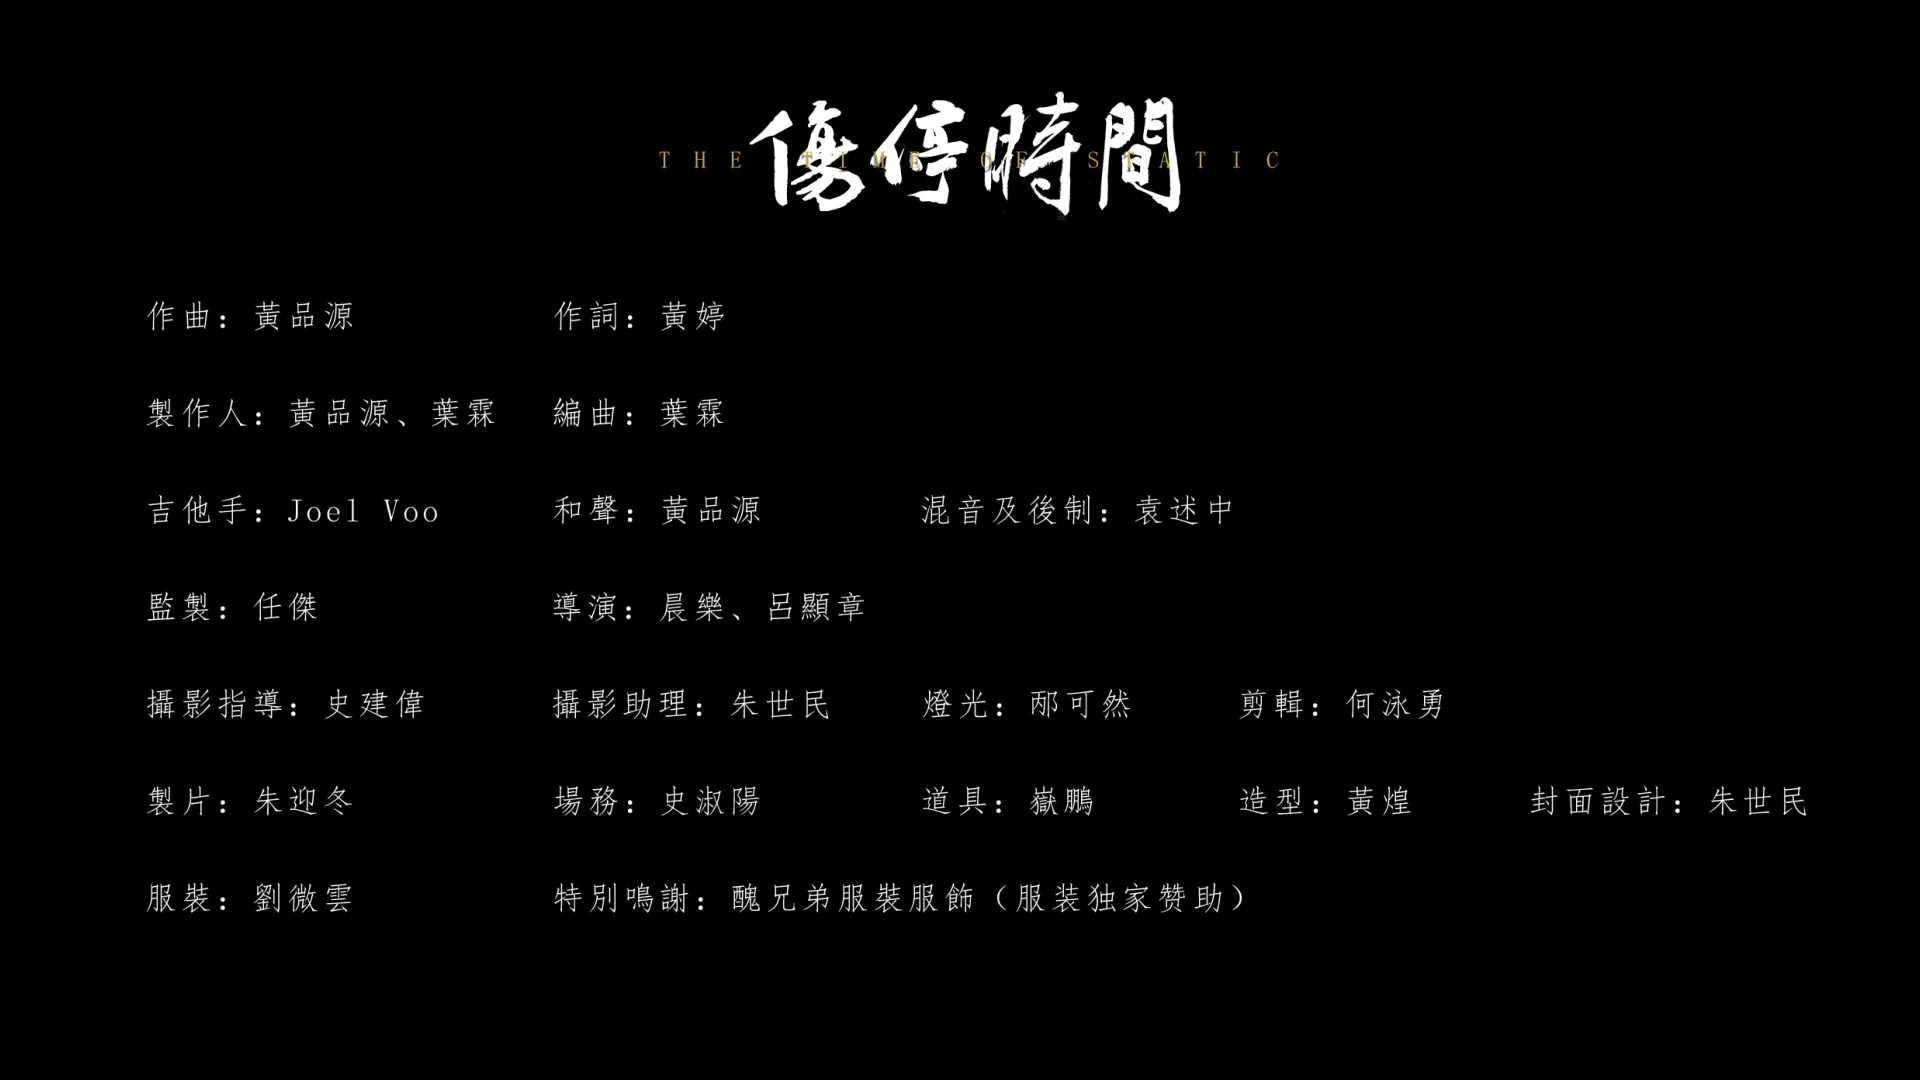 傷停時間
THE TIME OF STATIC
作曲：黃品源 作詞：黃婷
製作人：黃品源、葉霖 編曲：葉霖
吉他手：Joel Voo 和聲：黃品源 混音及後制：袁述中
監製：任傑 導演：晨樂、呂顯章
攝影指導：史建偉 攝影助理：朱世民 燈光：邴可然 剪輯：何泳勇
製片：朱迎冬 場務：史淑陽 道具：嶽鵬 造型：黃煌 封面設計：朱世民
服裝：劉微雲 特別鳴謝：醜兄弟服裝服飾（服装独家赞助）